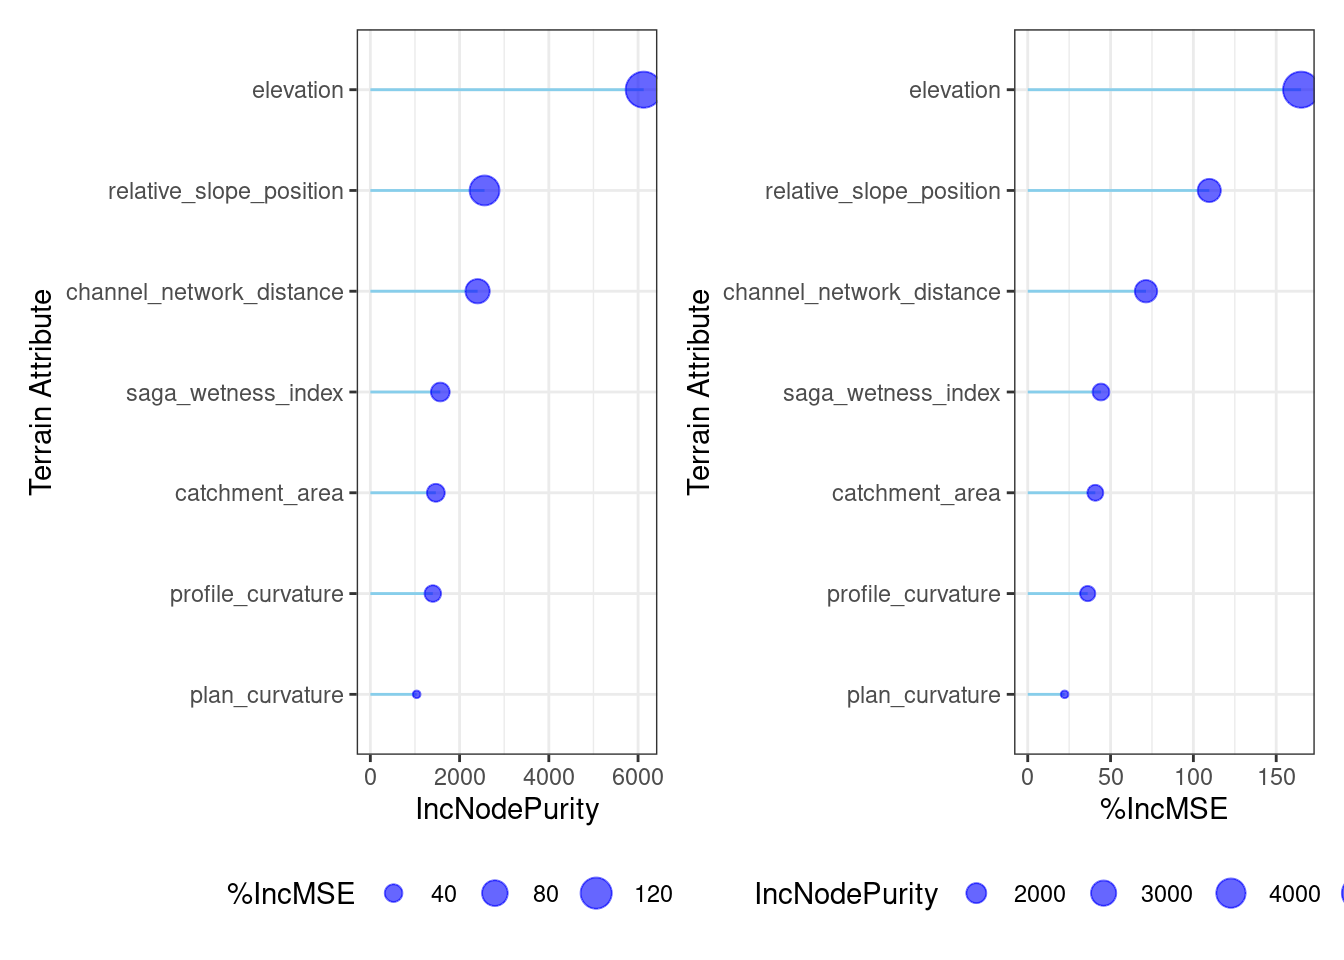 Terrain Attribute
elevation
relative_slope_position
channel_network_distance
saga_wetness_index
catchment_area
profile_curvature
plan_curvature
0 2000 4000 6000
IncNodePurity
%IncMSE 40 80 120
Terrain Attribute
elevation
relative_slope_position
channel_network_distance
saga_wetness_index
catchment_area
profile_curvature
plan_curvature
0 50 100 150
%IncMSE
IncNodePurity 2000 3000 4000